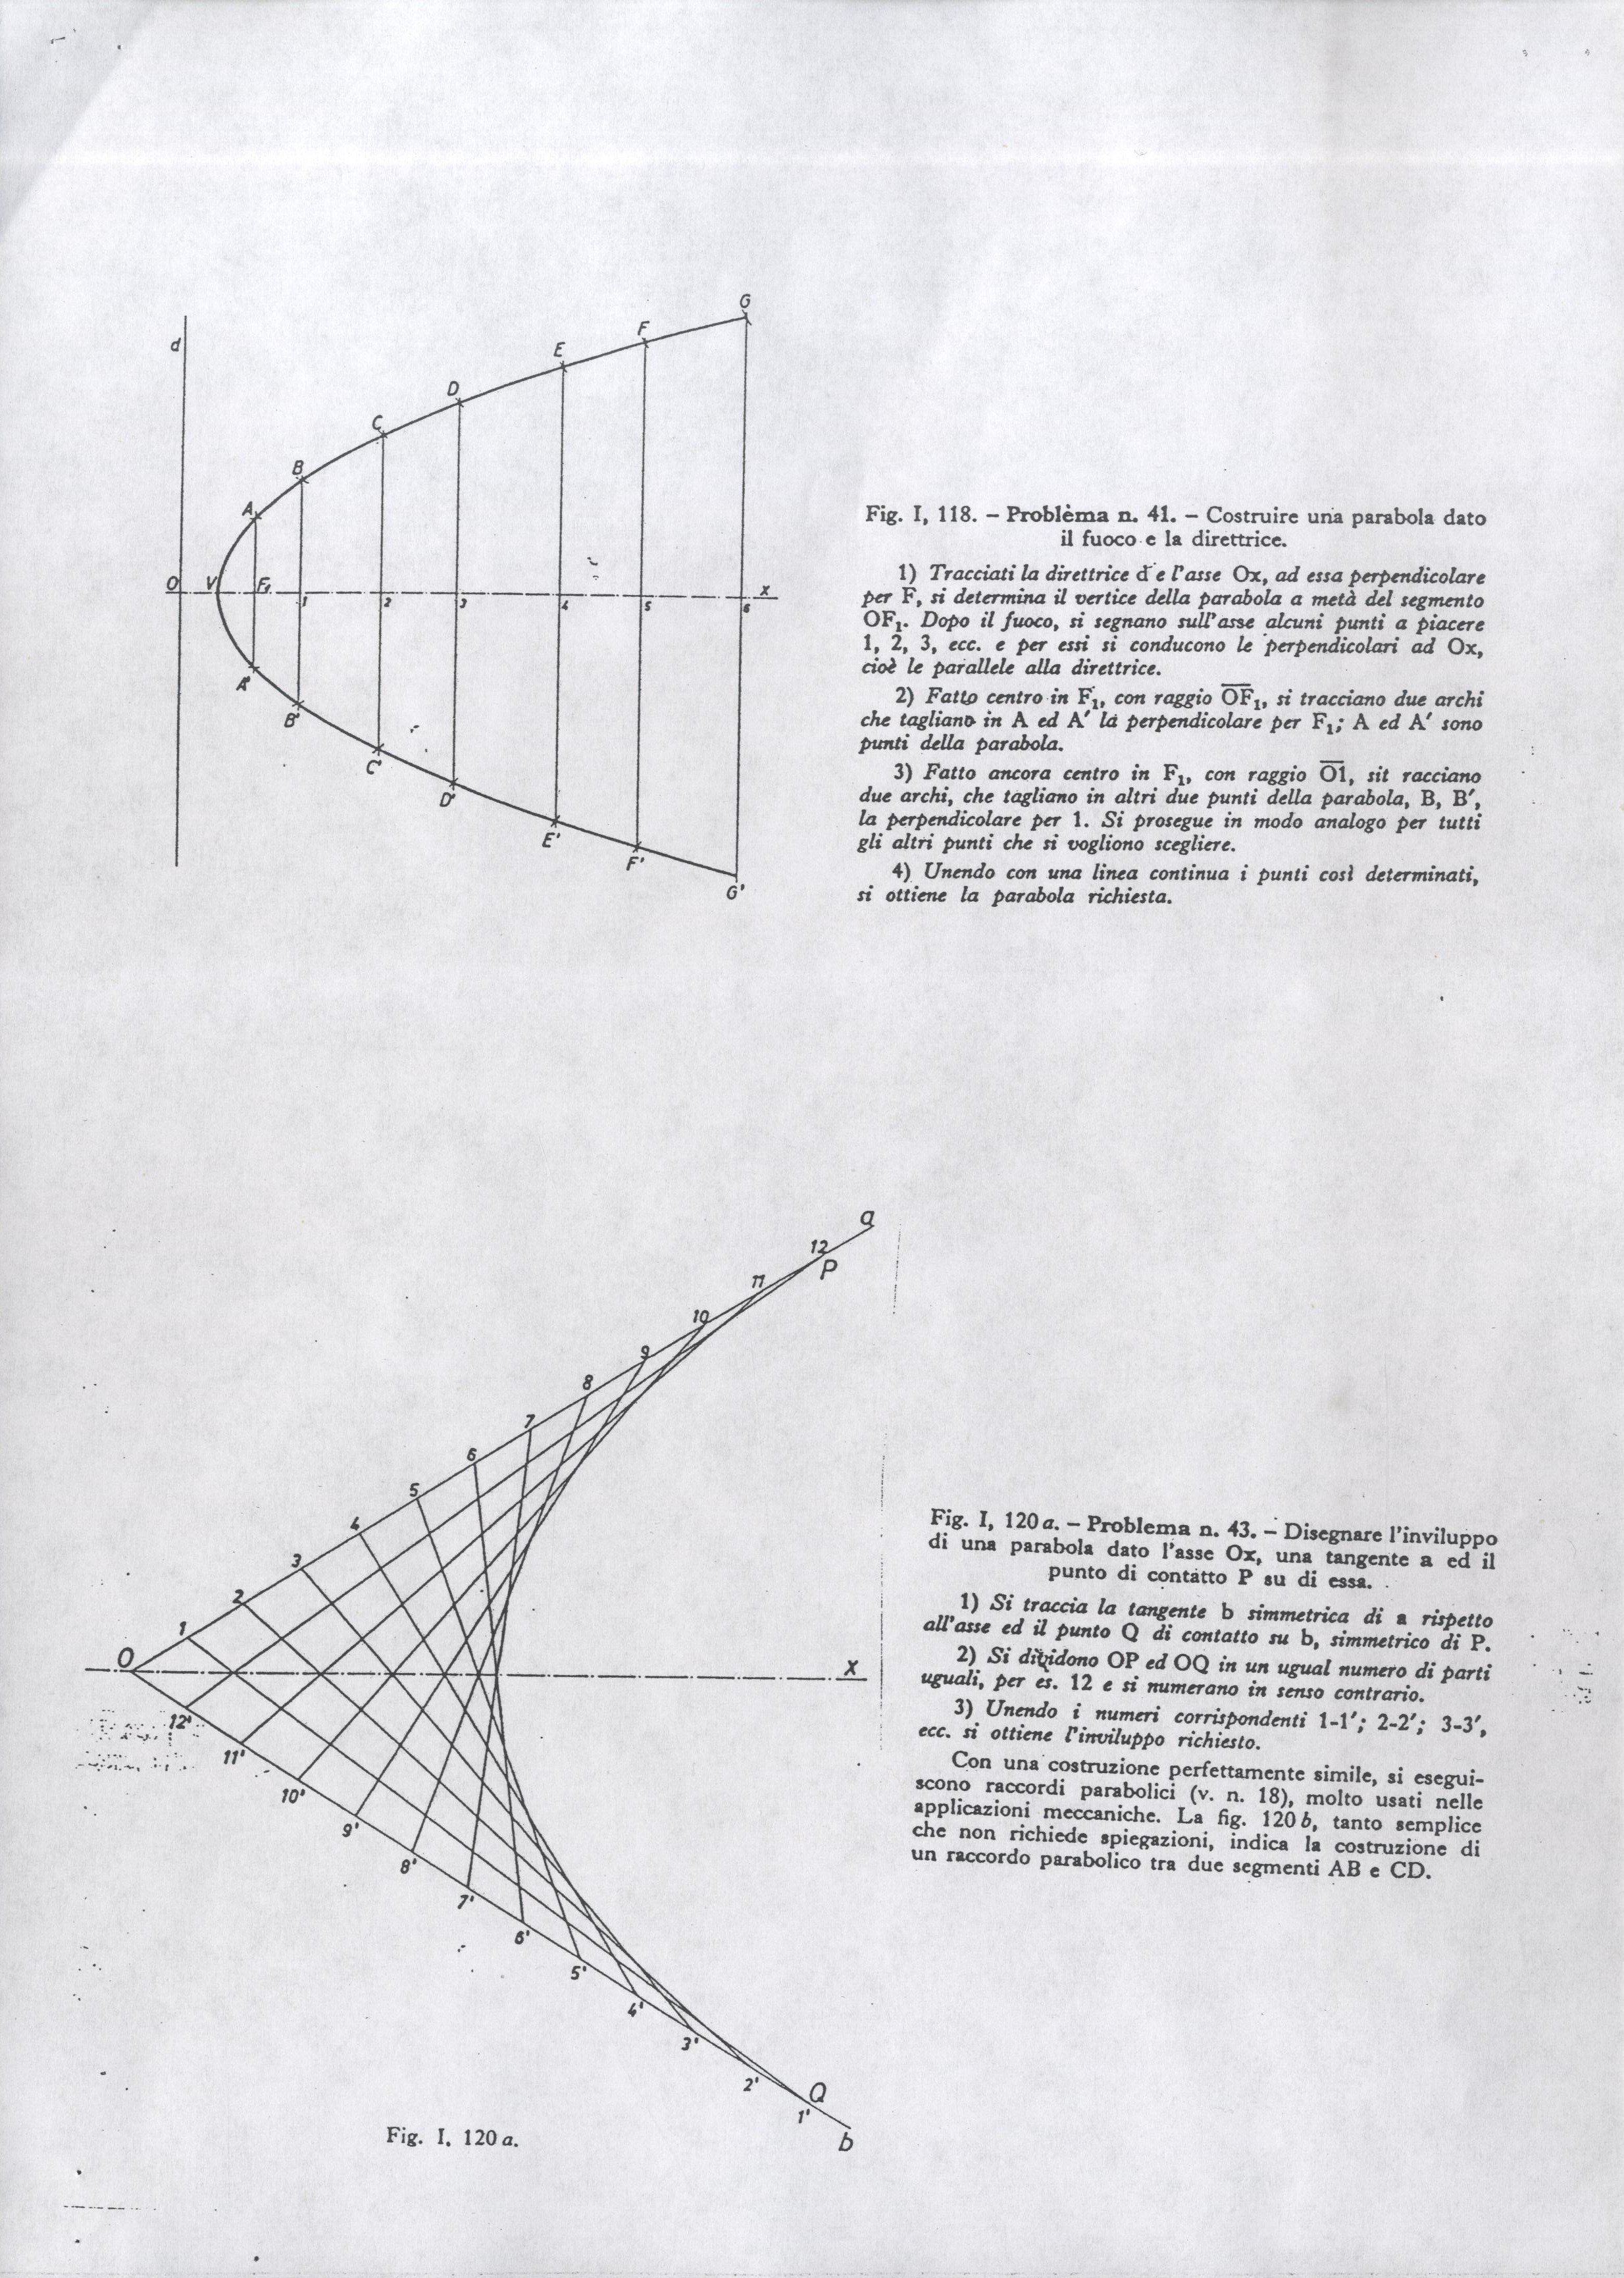 G
F
E
d
D
C
B
A
O V F₁ 1 2 3 4 5 6 x
A'
B'
C'
D'
E'
F'
G'
Fig. I, 118. – Problèma n. 41. – Costruire una parabola dato
il fuoco e la direttrice.
1) Tracciati la direttrice d e l'asse Ox, ad essa perpendicolare
per F, si determina il vertice della parabola a metà del segmento
OF₁. Dopo il fuoco, si segnano sull'asse alcuni punti a piacere
1, 2, 3, ecc. e per essi si conducono le perpendicolari ad Ox,
cioè le parallele alla direttrice.
2) Fatto centro in F₁, con raggio O̅F̅₁, si tracciano due archi
che tagliano in A ed A' la perpendicolare per F₁; A ed A' sono
punti della parabola.
3) Fatto ancora centro in F₁, con raggio O̅1̅, sit racciano
due archi, che tagliano in altri due punti della parabola, B, B',
la perpendicolare per 1. Si prosegue in modo analogo per tutti
gli altri punti che si vogliono scegliere.
4) Unendo con una linea continua i punti così determinati,
si ottiene la parabola richiesta.
a
12
P
11
10
9
8
7
6
5
4
3
2
1
O
x
12'
11'
10'
9'
8'
7'
6'
5'
4'
3'
2'
Q
1'
b
Fig. I, 120 a.
Fig. I, 120 a. – Problema n. 43. – Disegnare l'inviluppo
di una parabola dato l'asse Ox, una tangente a ed il
punto di contatto P su di essa.
1) Si traccia la tangente b simmetrica di a rispetto
all'asse ed il punto Q di contatto su b, simmetrico di P.
2) Si dividono OP ed OQ in un ugual numero di parti
uguali, per es. 12 e si numerano in senso contrario.
3) Unendo i numeri corrispondenti 1-1'; 2-2'; 3-3',
ecc. si ottiene l'inviluppo richiesto.
Con una costruzione perfettamente simile, si esegui-
scono raccordi parabolici (v. n. 18), molto usati nelle
applicazioni meccaniche. La fig. 120 b, tanto semplice
che non richiede spiegazioni, indica la costruzione di
un raccordo parabolico tra due segmenti AB e CD.